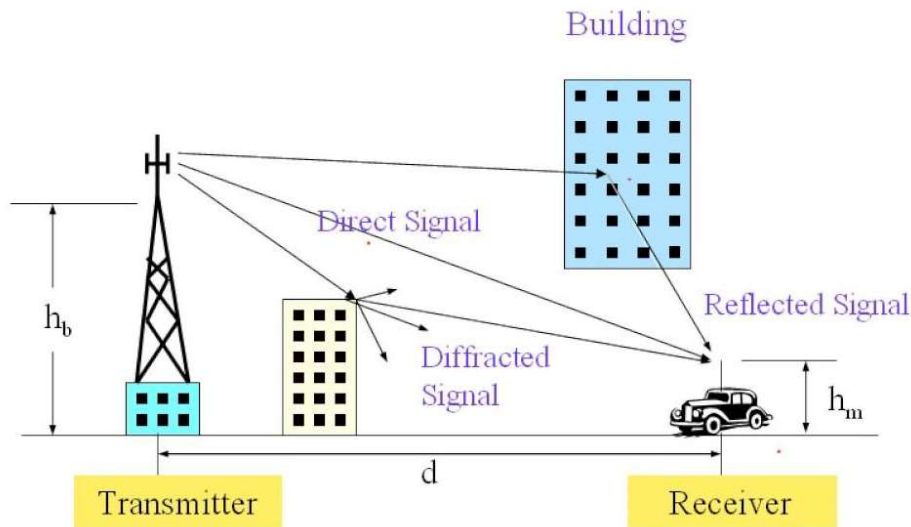 Building
Direct Signal
Reflected Signal
Diffracted
Signal
h_b
h_m
d
Transmitter
Receiver